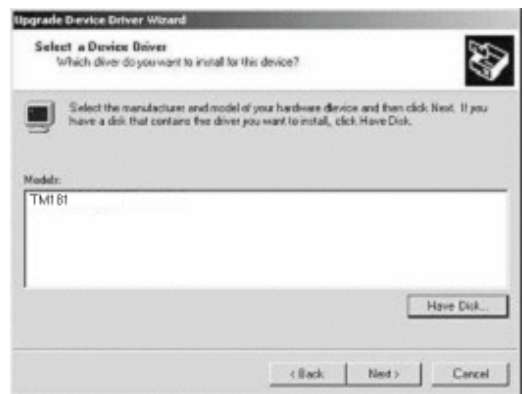 Upgrade Device Driver Wizard
Select a Device Driver
Which driver do you want to install for this device?
Select the manufacturer and model of your hardware device and then click Next. If you
have a disk that contains the driver you want to install, click Have Disk.
Models:
TM181
Have Disk...
< Back
Next >
Cancel